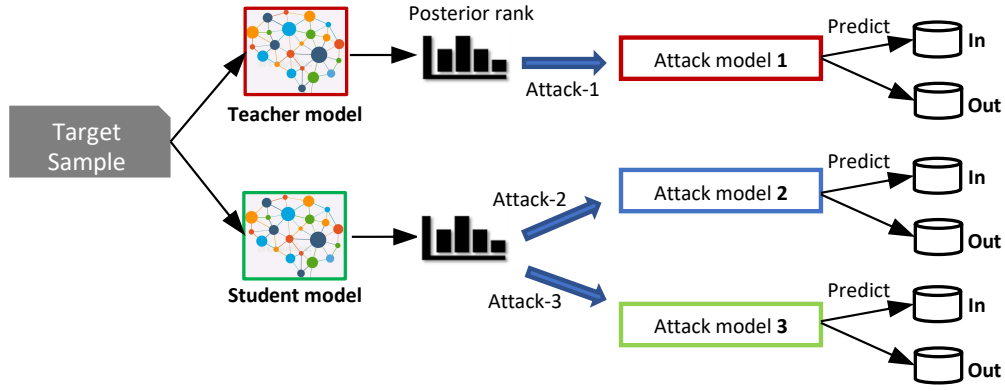 Posterior rank
Predict
In
Attack model 1
Attack-1
Out
Teacher model
Target
Sample
Predict
In
Attack-2
Attack model 2
Out
Student model
Attack-3
Predict
In
Attack model 3
Out